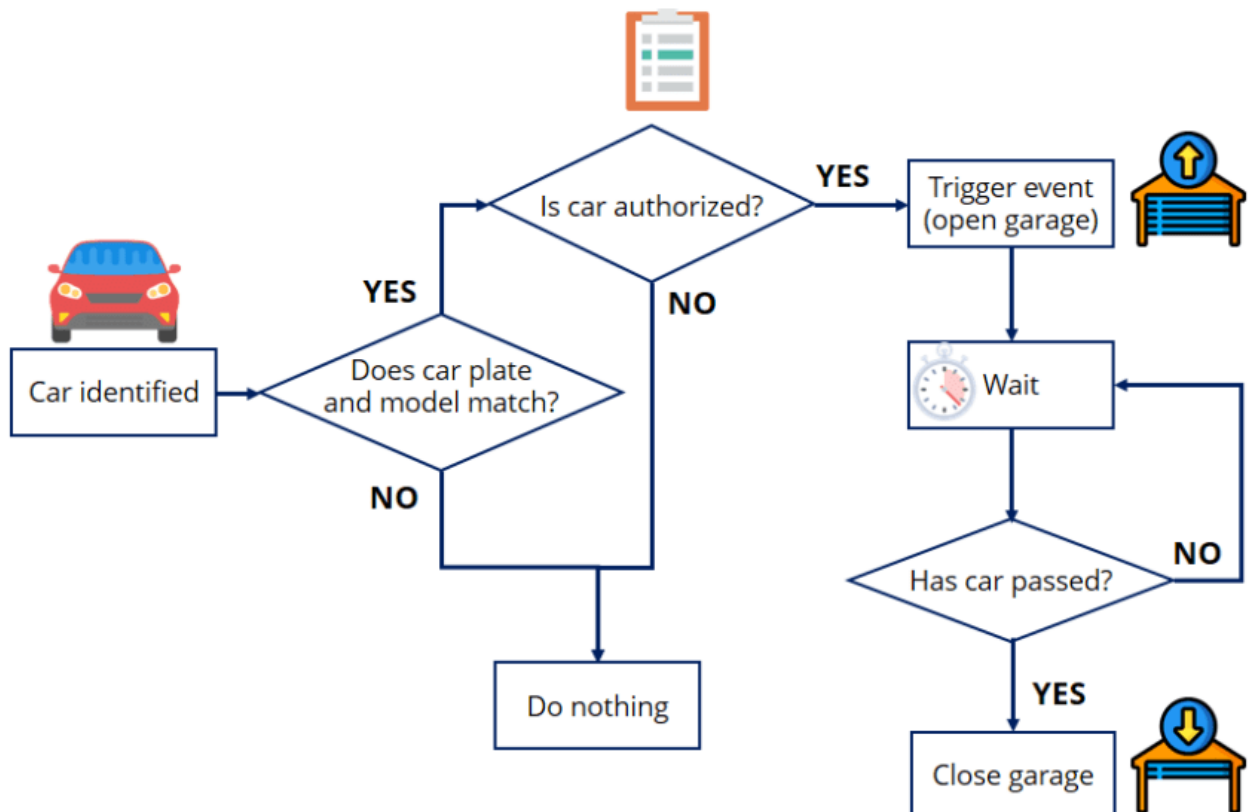 Car identified
Does car plate
and model match?
YES
NO
Is car authorized?
YES
NO
Do nothing
Trigger event
(open garage)
Wait
Has car passed?
NO
YES
Close garage